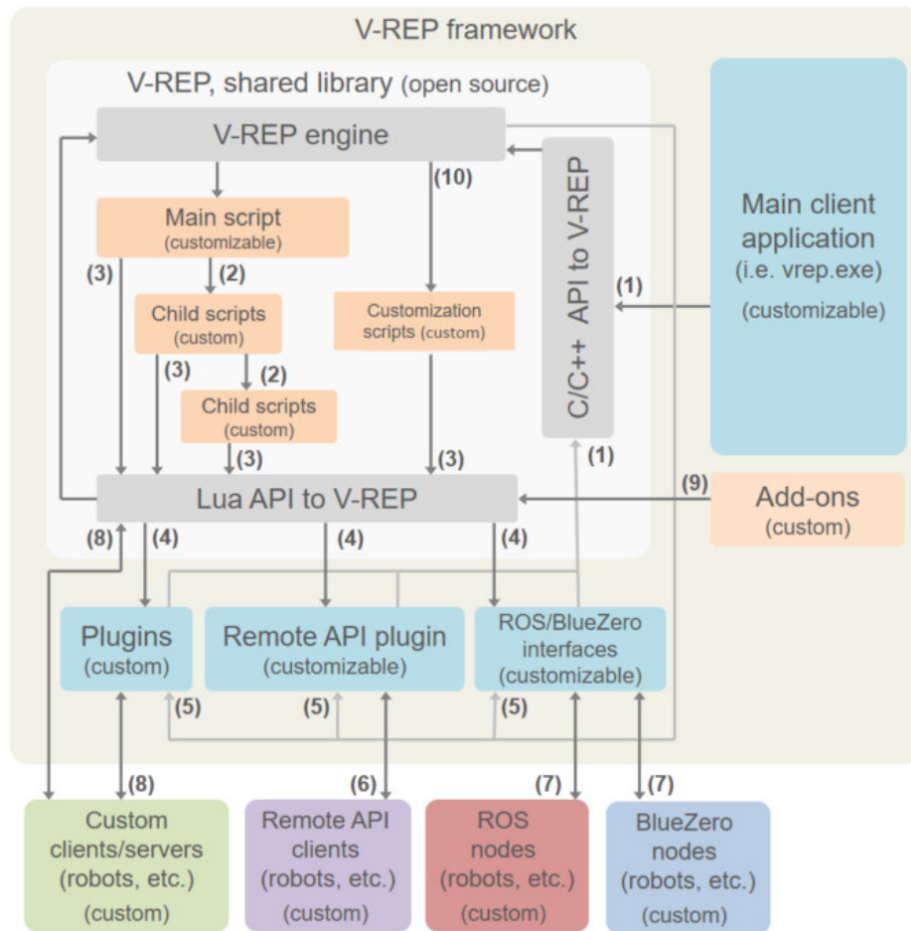 V-REP framework
V-REP, shared library (open source)
V-REP engine
(10)
Main script
(customizable)
(3)
(2)
Child scripts
(custom)
Customization
scripts (custom)
(3)
(2)
Child scripts
(custom)
(3)
(3)
C/C++ API to V-REP
(1)
(1)
Main client
application
(i.e. vrep.exe)
(customizable)
Lua API to V-REP
(9)
Add-ons
(custom)
(8)
(4)
(4)
(4)
Plugins
(custom)
Remote API plugin
(customizable)
ROS/BlueZero
interfaces
(customizable)
(5)
(5)
(5)
(8)
(6)
(7)
(7)
Custom
clients/servers
(robots, etc.)
(custom)
Remote API
clients
(robots, etc.)
(custom)
ROS
nodes
(robots, etc.)
(custom)
BlueZero
nodes
(robots, etc.)
(custom)